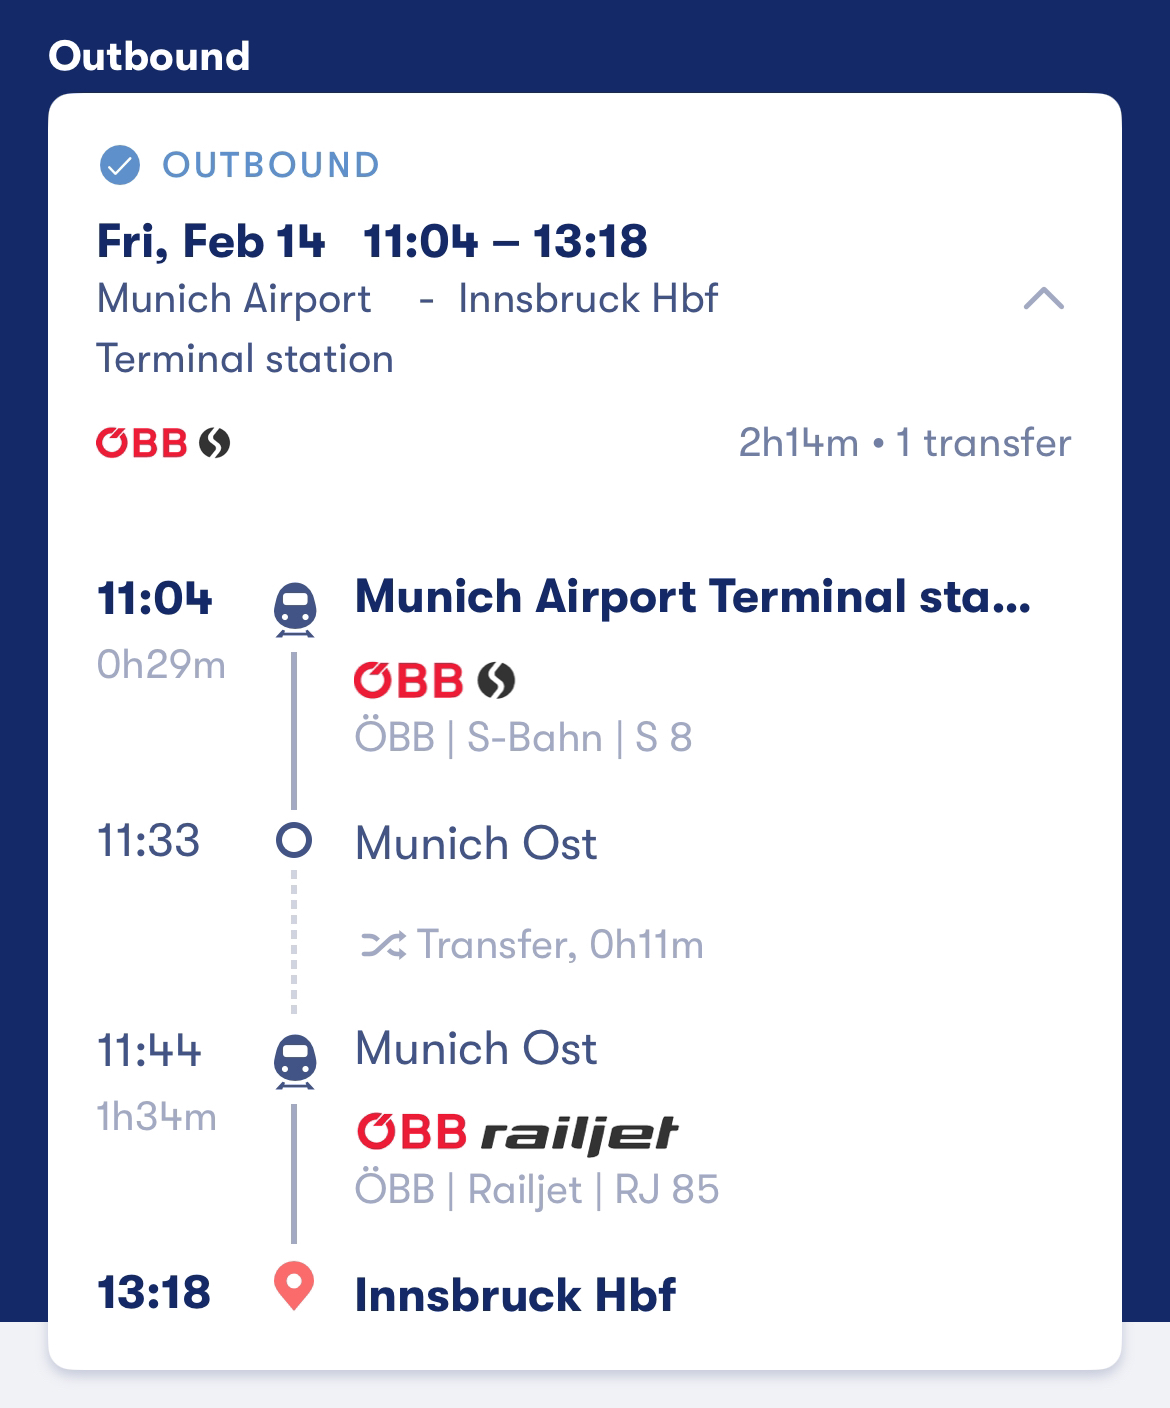 Outbound
OUTBOUND
Fri, Feb 14 11:04 – 13:18
Munich Airport - Innsbruck Hbf
Terminal station
ÖBB S
2h14m • 1 transfer
11:04 Munich Airport Terminal sta...
0h29m
ÖBB S
ÖBB | S-Bahn | S 8
11:33 Munich Ost
Transfer, 0h11m
11:44 Munich Ost
1h34m
ÖBB railjet
ÖBB | Railjet | RJ 85
13:18 Innsbruck Hbf